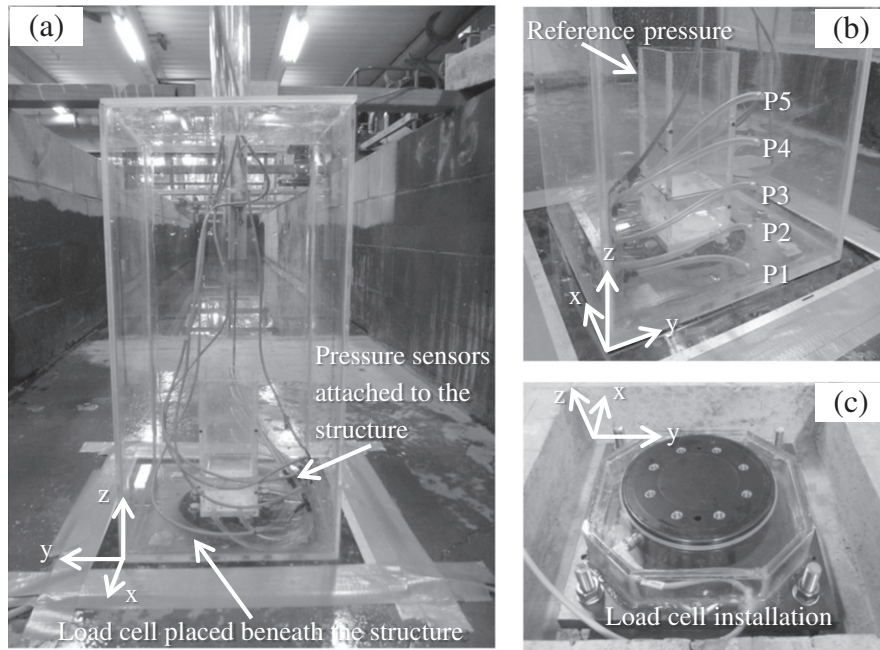 (a)
Pressure sensors
attached to the
structure
z
y
x
Load cell placed beneath the structure
(b)
Reference pressure
P5
P4
P3
P2
P1
z
x
y
(c)
z
x
y
Load cell installation